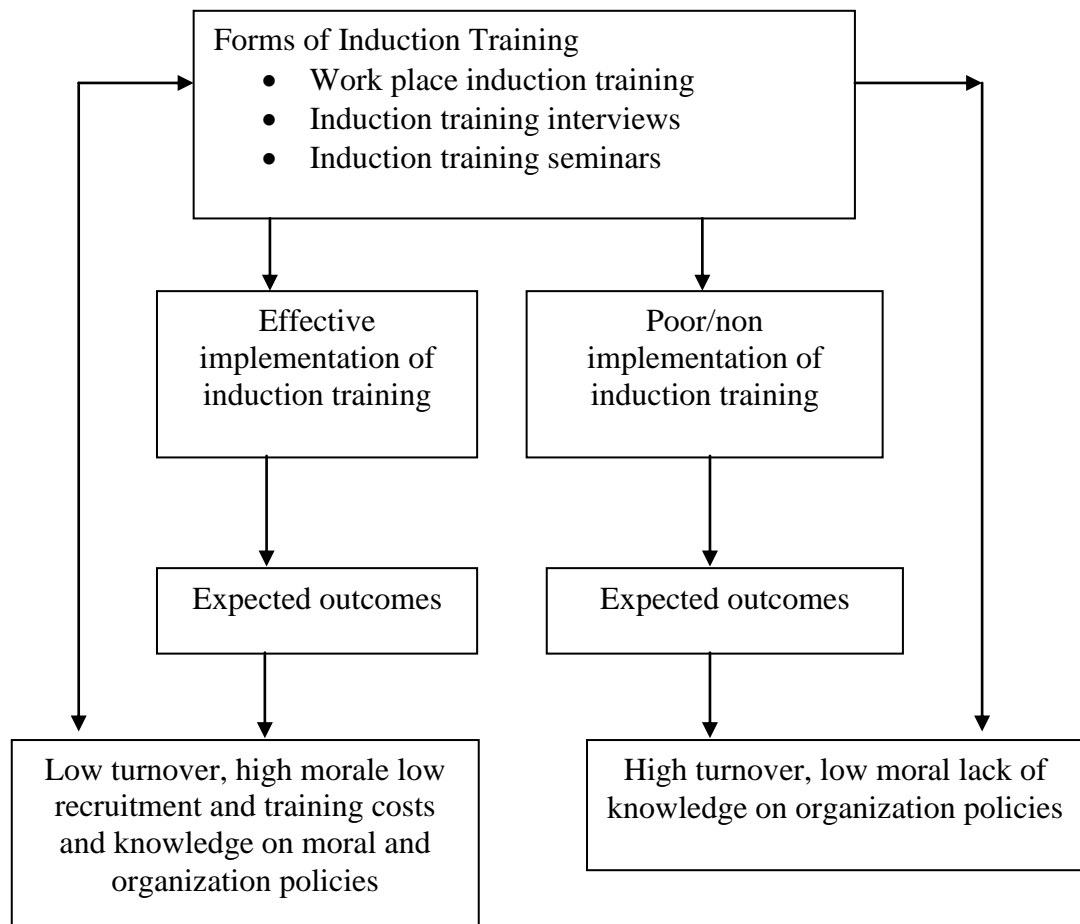 Forms of Induction Training
• Work place induction training
• Induction training interviews
• Induction training seminars
Effective
implementation of
induction training
Poor/non
implementation of
induction training
Expected outcomes
Expected outcomes
Low turnover, high morale low
recruitment and training costs
and knowledge on moral and
organization policies
High turnover, low moral lack of
knowledge on organization policies